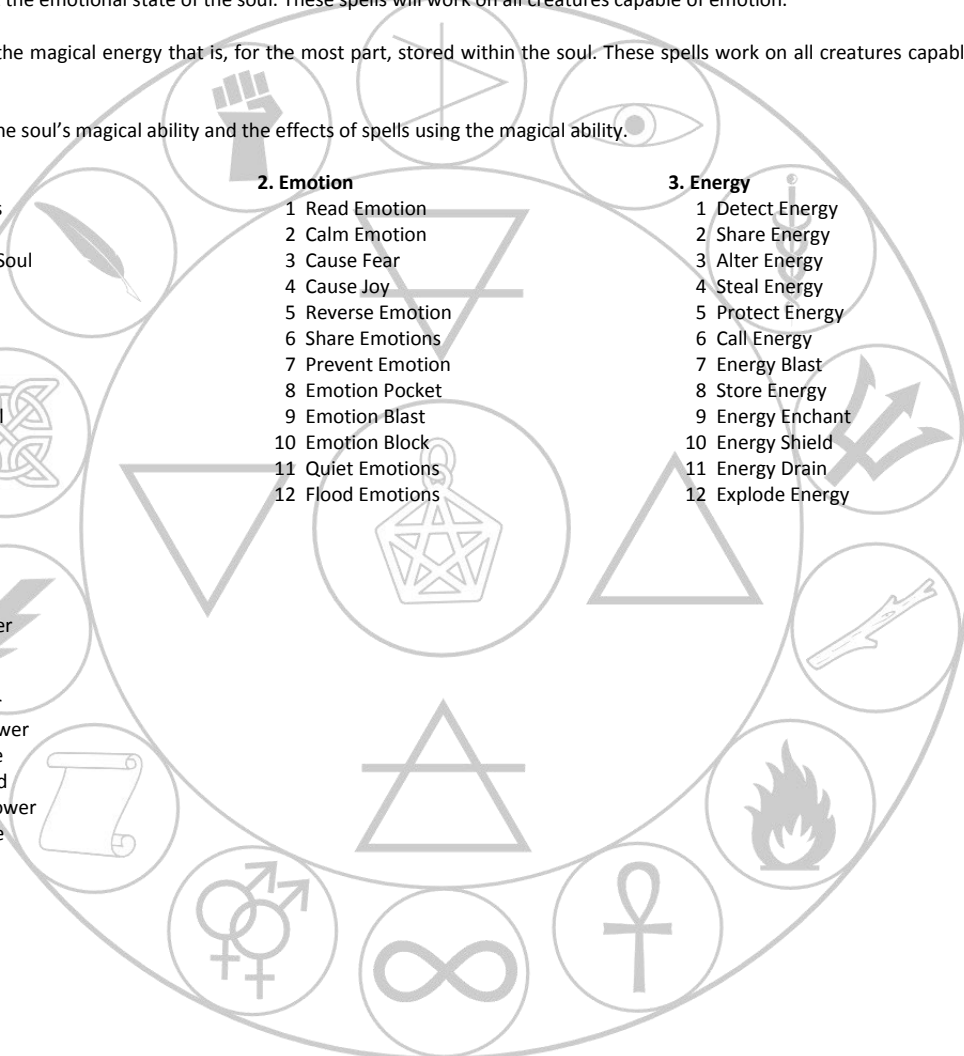 the emotional state of the soul. These spells will work on all creatures capable of emotion.
the magical energy that is, for the most part, stored within the soul. These spells work on all creatures capabl
he soul's magical ability and the effects of spells using the magical ability.
s
Soul
l
er
r
wer
e
d
ower
e
2. Emotion
1 Read Emotion
2 Calm Emotion
3 Cause Fear
4 Cause Joy
5 Reverse Emotion
6 Share Emotions
7 Prevent Emotion
8 Emotion Pocket
9 Emotion Blast
10 Emotion Block
11 Quiet Emotions
12 Flood Emotions
3. Energy
1 Detect Energy
2 Share Energy
3 Alter Energy
4 Steal Energy
5 Protect Energy
6 Call Energy
7 Energy Blast
8 Store Energy
9 Energy Enchant
10 Energy Shield
11 Energy Drain
12 Explode Energy